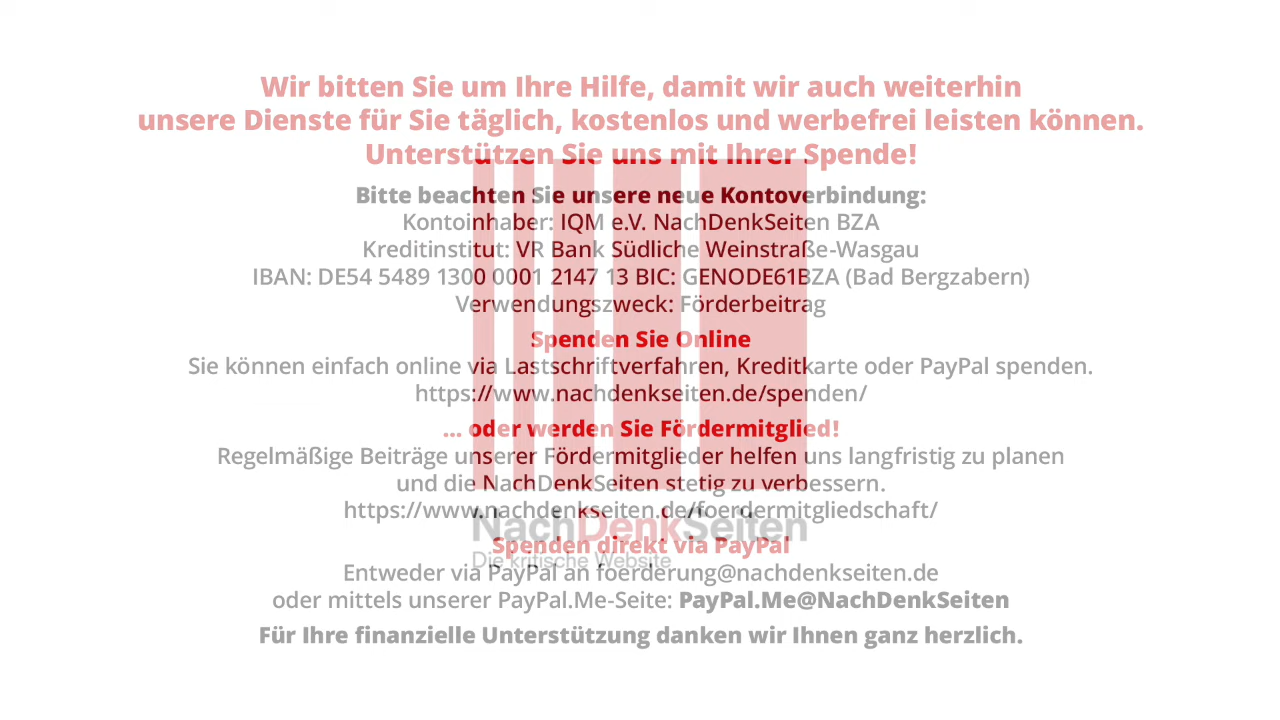 Wir bitten Sie um Ihre Hilfe, damit wir auch weiterhin
unsere Dienste für Sie täglich, kostenlos und werbefrei leisten können.
Unterstützen Sie uns mit Ihrer Spende!
Bitte beachten Sie unsere neue Kontoverbindung:
Kontoinhaber: IQM e.V. NachDenkSeiten BZA
Kreditinstitut: VR Bank Südliche Weinstraße-Wasgau
IBAN: DE54 5489 1300 0001 2147 13 BIC: GENODE61BZA (Bad Bergzabern)
Verwendungszweck: Förderbeitrag
Spenden Sie Online
Sie können einfach online via Lastschriftverfahren, Kreditkarte oder PayPal spenden.
https://www.nachdenkseiten.de/spenden/
... oder werden Sie Fördermitglied!
Regelmäßige Beiträge unserer Fördermitglieder helfen uns langfristig zu planen
und die NachDenkSeiten stetig zu verbessern.
https://www.nachdenkseiten.de/foerdermitgliedschaft/
NachDenkSeiten
Spenden direkt via PayPal
Die kritische Website
Entweder via PayPal an foerderung@nachdenkseiten.de
oder mittels unserer PayPal.Me-Seite: PayPal.Me@NachDenkSeiten
Für Ihre finanzielle Unterstützung danken wir Ihnen ganz herzlich.